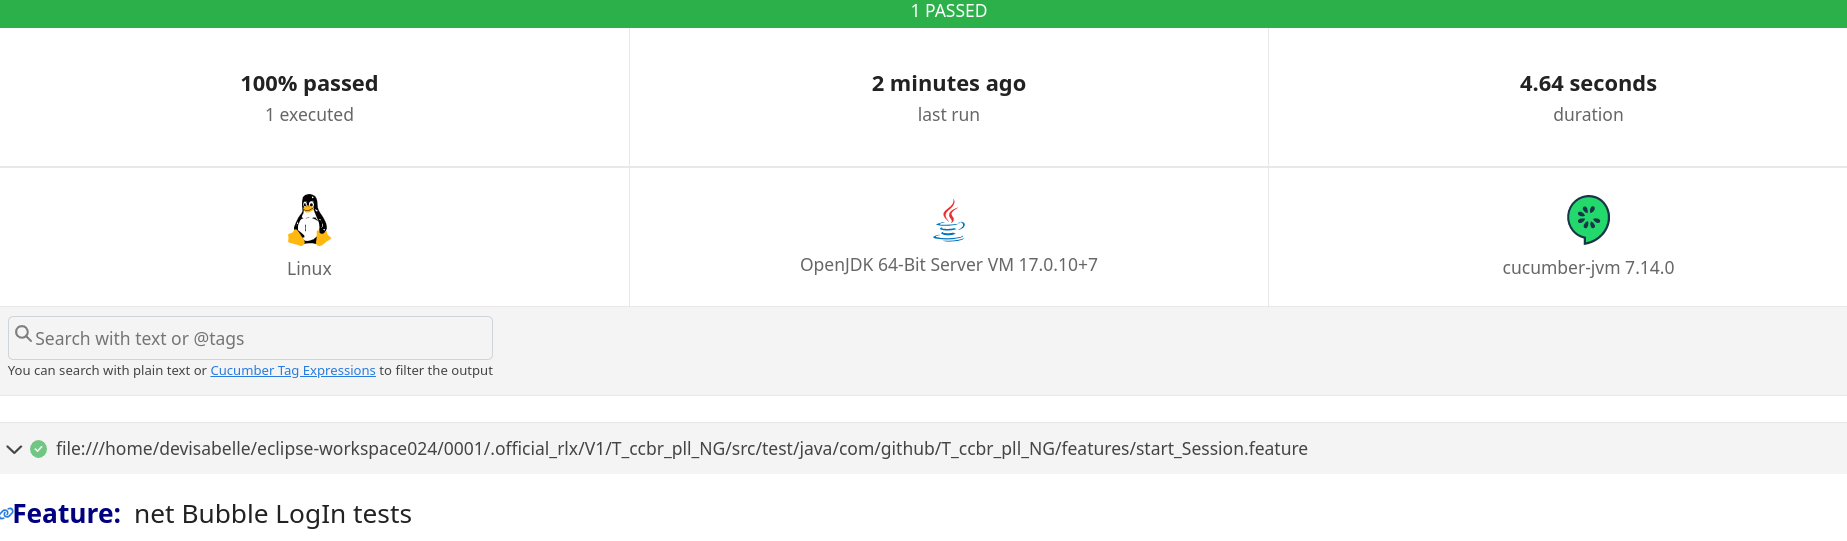 1 PASSED
100% passed
1 executed
2 minutes ago
last run
4.64 seconds
duration
Linux
OpenJDK 64-Bit Server VM 17.0.10+7
cucumber-jvm 7.14.0
Search with text or @tags
You can search with plain text or Cucumber Tag Expressions to filter the output
file:///home/devisabelle/eclipse-workspace024/0001/.official_rlx/V1/T_ccbr_pll_NG/src/test/java/com/github/T_ccbr_pll_NG/features/start_Session.feature
Feature: net Bubble LogIn tests